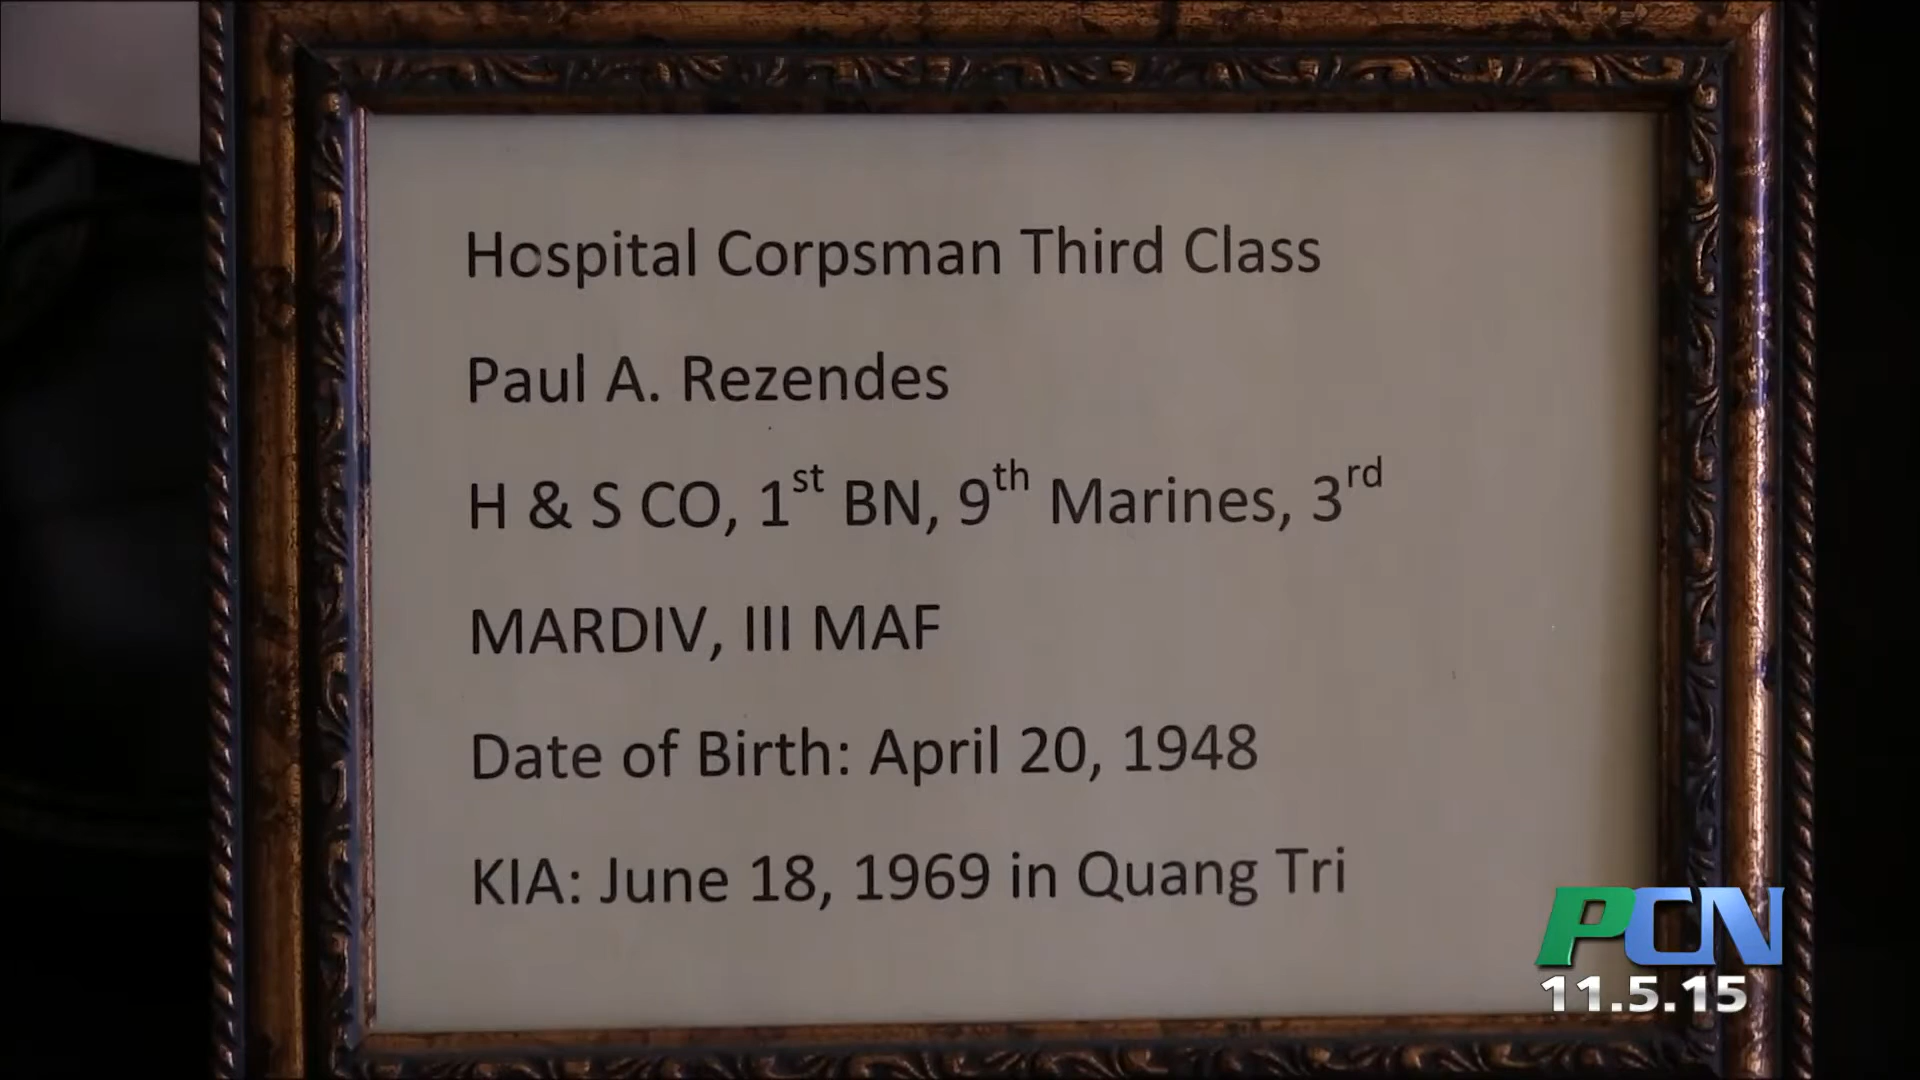 Hospital Corpsman Third Class
Paul A. Rezendes
H & S CO, 1st BN, 9th Marines, 3rd
MARDIV, III MAF
Date of Birth: April 20, 1948
KIA: June 18, 1969 in Quang Tri
PCN
11.5.15